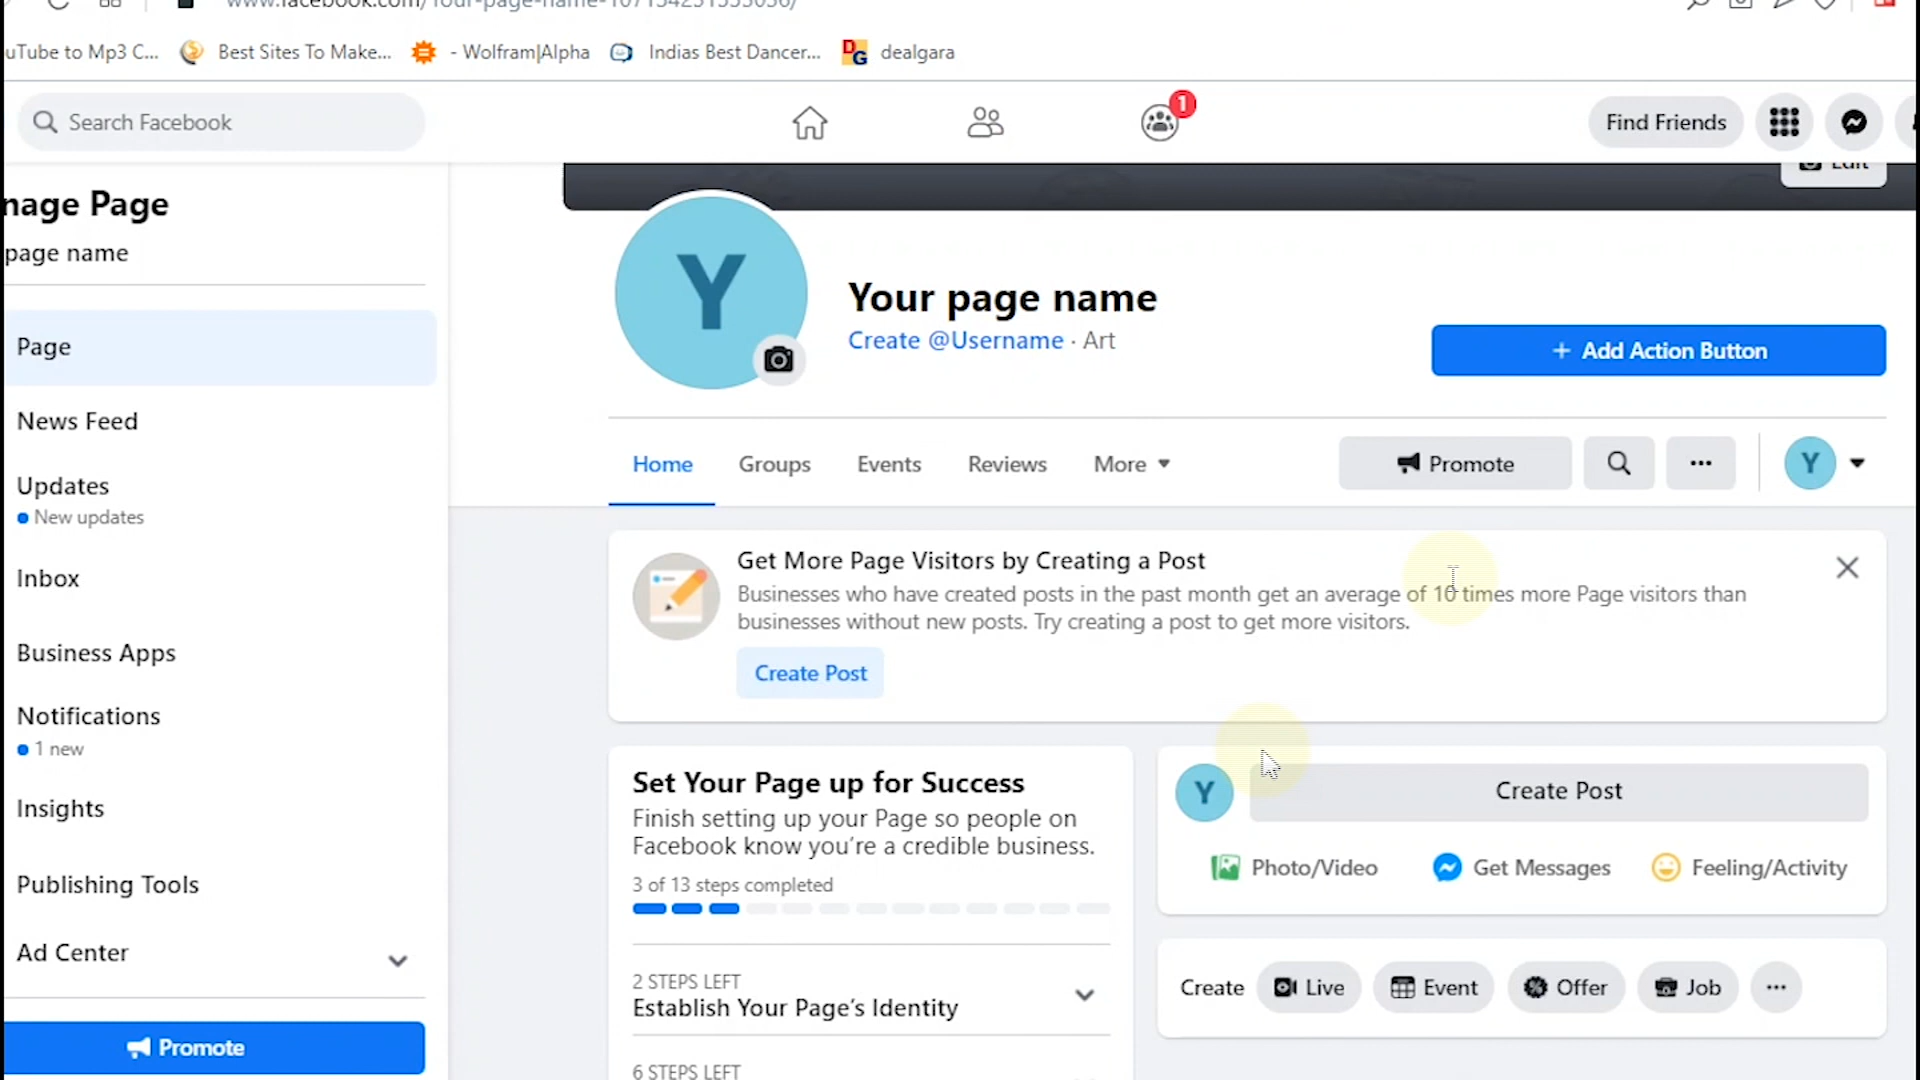 uTube to Mp3 C...
Best Sites To Make...
- Wolfram|Alpha
Indias Best Dancer...
DG
dealgara
Search Facebook
1
Find Friends
nage Page
page name
Page
News Feed
Updates
New updates
Inbox
Business Apps
Notifications
1 new
Insights
Publishing Tools
Ad Center
Promote
Edit
Y
Your page name
Create @Username · Art
+ Add Action Button
Home
Groups
Events
Reviews
More
Promote
Y
Get More Page Visitors by Creating a Post
Businesses who have created posts in the past month get an average of 10 times more Page visitors than
businesses without new posts. Try creating a post to get more visitors.
Create Post
Set Your Page up for Success
Finish setting up your Page so people on
Facebook know you're a credible business.
3 of 13 steps completed
2 STEPS LEFT
Establish Your Page's Identity
6 STEPS LEFT
Y
Create Post
Photo/Video
Get Messages
Feeling/Activity
Create
Live
Event
Offer
Job